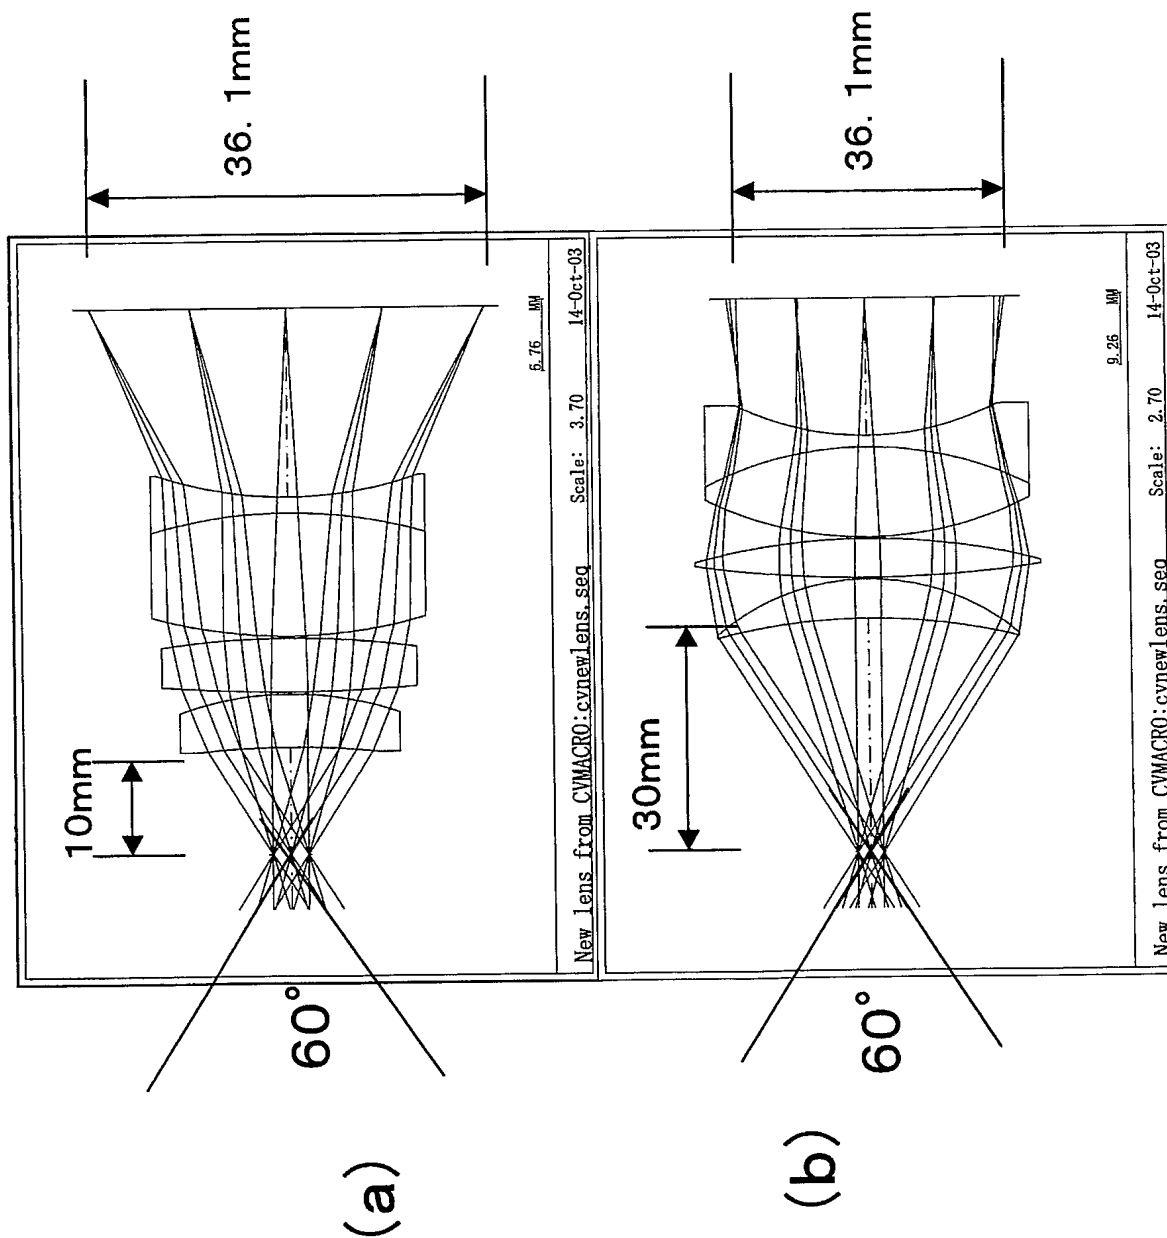 (a)
60°
10mm
36. 1mm
6.76 MM
New lens from CVMACRO:cvnewlens.seq Scale: 3.70 14-Oct-03
(b)
60°
30mm
36. 1mm
9.26 MM
New lens from CVMACRO:cvnewlens.seq Scale: 2.70 14-Oct-03